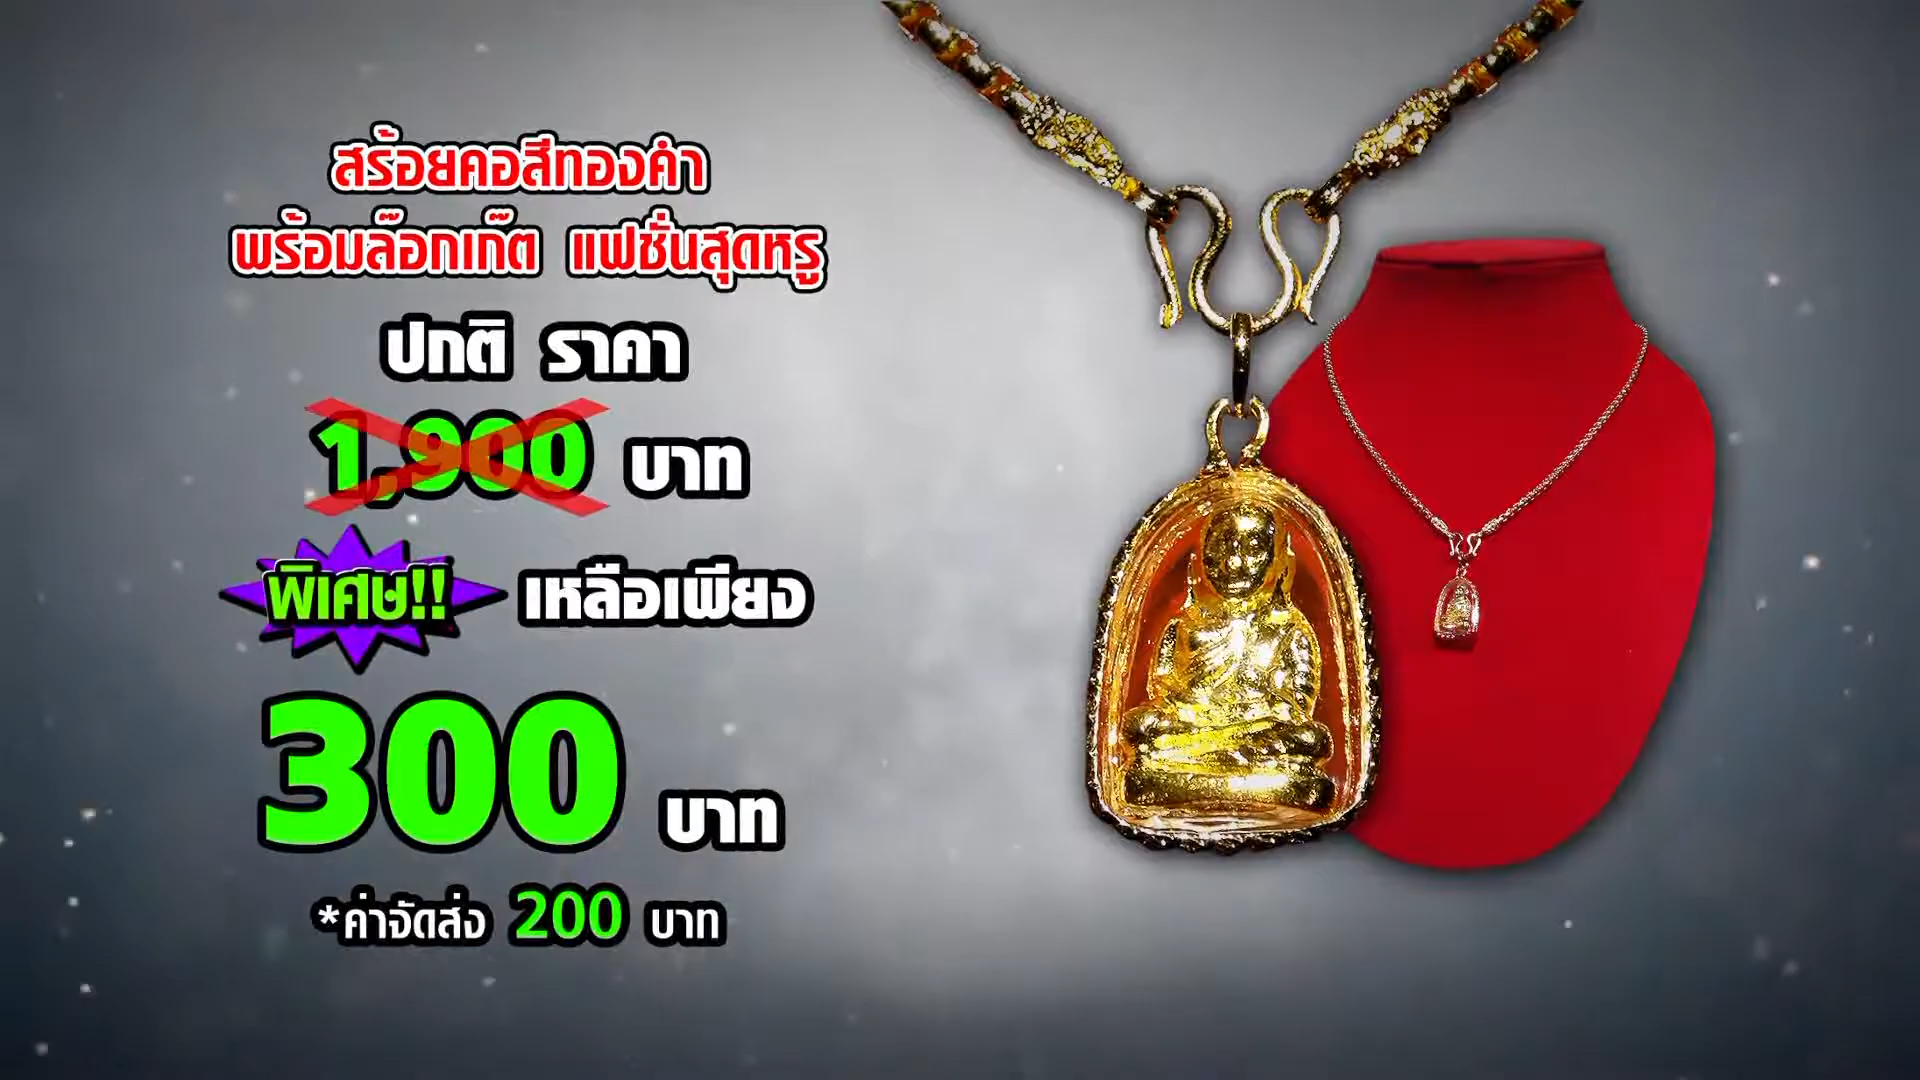 สร้อยคอสีทองคำ
พร้อมล๊อกเก๊ต แฟชั่นสุดหรู
ปกติ ราคา
1,900 บาท
พิเศษ!! เหลือเพียง
300 บาท
*ค่าจัดส่ง 200 บาท